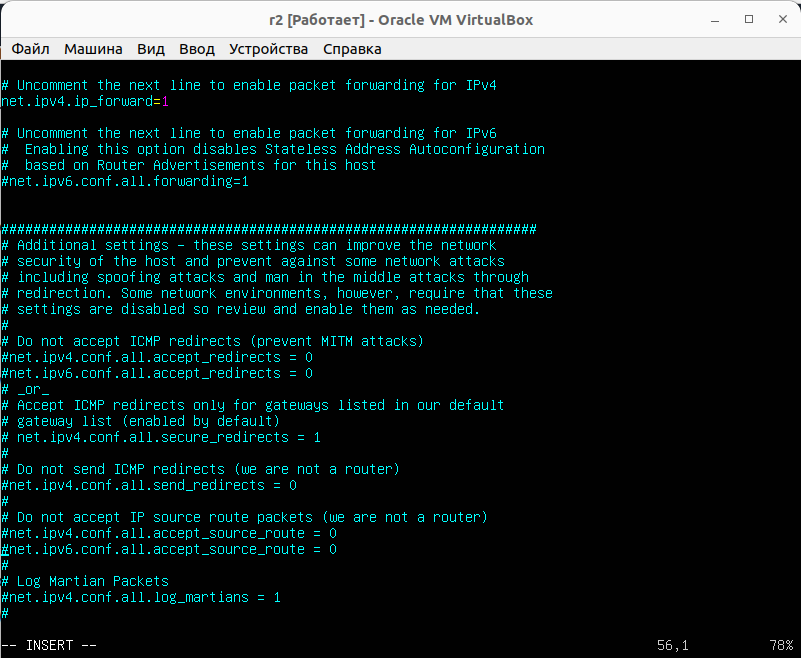 r2 [Работает] - Oracle VM VirtualBox
Файл Машина Вид Ввод Устройства Справка
# Uncomment the next line to enable packet forwarding for IPv4
net.ipv4.ip_forward=1
# Uncomment the next line to enable packet forwarding for IPv6
#  Enabling this option disables Stateless Address Autoconfiguration
#  based on Router Advertisements for this host
#net.ipv6.conf.all.forwarding=1
###################################################################
# Additional settings - these settings can improve the network
# security of the host and prevent against some network attacks
# including spoofing attacks and man in the middle attacks through
# redirection. Some network environments, however, require that these
# settings are disabled so review and enable them as needed.
#
# Do not accept ICMP redirects (prevent MITM attacks)
#net.ipv4.conf.all.accept_redirects = 0
#net.ipv6.conf.all.accept_redirects = 0
# _or_
# Accept ICMP redirects only for gateways listed in our default
# gateway list (enabled by default)
# net.ipv4.conf.all.secure_redirects = 1
#
# Do not send ICMP redirects (we are not a router)
#net.ipv4.conf.all.send_redirects = 0
#
# Do not accept IP source route packets (we are not a router)
#net.ipv4.conf.all.accept_source_route = 0
#net.ipv6.conf.all.accept_source_route = 0
#
# Log Martian Packets
#net.ipv4.conf.all.log_martians = 1
#
-- INSERT -- 56,1 78%